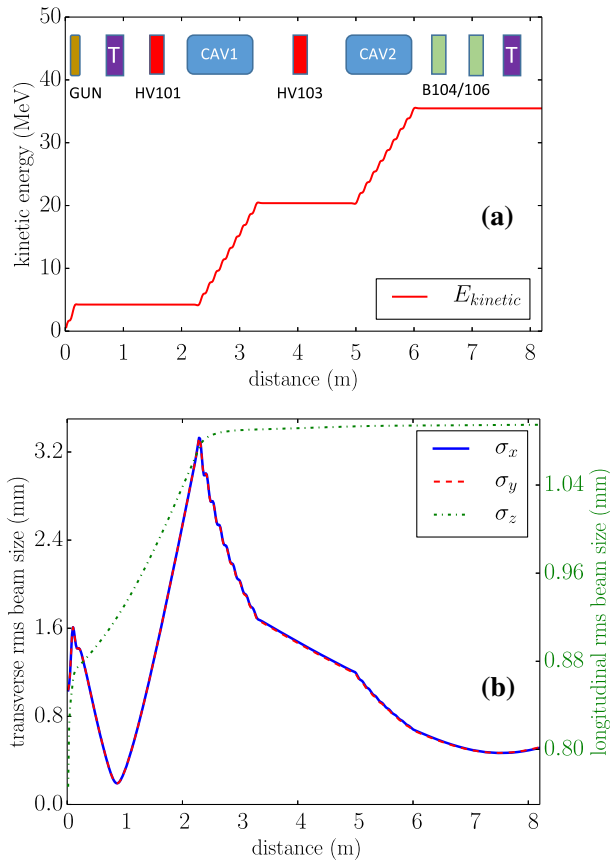 50
40
30
20
10
0
kinetic energy (MeV)
T
CAV1
CAV2
T
GUN
HV101
HV103
B104/106
(a)
E_kinetic
0 1 2 3 4 5 6 7 8
distance (m)
3.2
2.4
1.6
0.8
0.0
transverse rms beam size (mm)
σ_x
σ_y
σ_z
1.04
0.96
0.88
0.80
longitudinal rms beam size (mm)
(b)
0 1 2 3 4 5 6 7 8
distance (m)